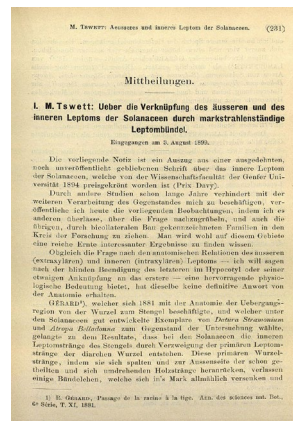 M. TSWETT: Aeusseres und inneres Leptom der Solanaceen. (231)
Mittheilungen.
I. M. Tswett: Ueber die Verknüpfung des äusseren und des
inneren Leptoms der Solanaceen durch markstrahlenständige
Leptombündel.
Eingegangen am 3. August 1899.
Die vorliegende Notiz ist ein Auszug aus einer ausgedehnten,
noch unveröffentlicht gebliebenen Schrift über das innere Leptom
der Solanaceen, welche von der Wissenschaftsfacultät der Genfer Uni-
versität 1894 preisgekrönt worden ist (Prix Davy).
Durch andere Studien schon lange Jahre verhindert mit der
weiteren Verarbeitung des Gegenstandes mich zu beschäftigen, ver-
öffentliche ich heute die vorliegenden Beobachtungen, indem ich es
anderen überlasse, über die Frage nachzugrübeln, und auch die
übrigen, durch bicollateralen Bau gekennzeichneten Familien in den
Kreis der Forschung zu ziehen. Man wird wohl auf diesem Gebiete
eine reiche Ernte interessanter Ergebnisse zu finden wissen.
Obgleich die Frage nach den anatomischen Relationen des äusseren
(extraxylären) und inneren (intraxylären) Leptoms — ich will sagen
nach der blinden Beendigung des letzteren im Hypocotyl oder seiner
etwaigen Anknüpfung an das erstere — eine hervorragende physio-
logische Bedeutung bietet, hat dieselbe keine definitive Anwort von
der Anatomie erhalten.
GÉRARD¹), welcher sich 1881 mit der Anatomie der Uebergangs-
region von der Wurzel zum Stengel beschäftigte, und welcher unter
den Solanaceen gut entwickelte Exemplare von Datura Stramonium
und Atropa Belladonna zum Gegenstand der Untersuchung wählte,
gelangte zu dem Resultate, dass bei den Solaneen die inneren
Leptomstränge des Stengels durch Verzweigung der primären Leptom-
stränge der diarchen Wurzel entstehen. Diese primären Wurzel-
stränge, indem sie sich spalten und zur Aussenseite der schon ge-
theilten und sich umdrehenden Holzstränge heranrücken, verlassen
einige Bündelchen, welche sich in's Mark allmählich versenken und
1) R. GÉRARD, Passage de la racine à la tige. Ann. des sciences nat. Bot.,
6e Série, T. XI, 1881.